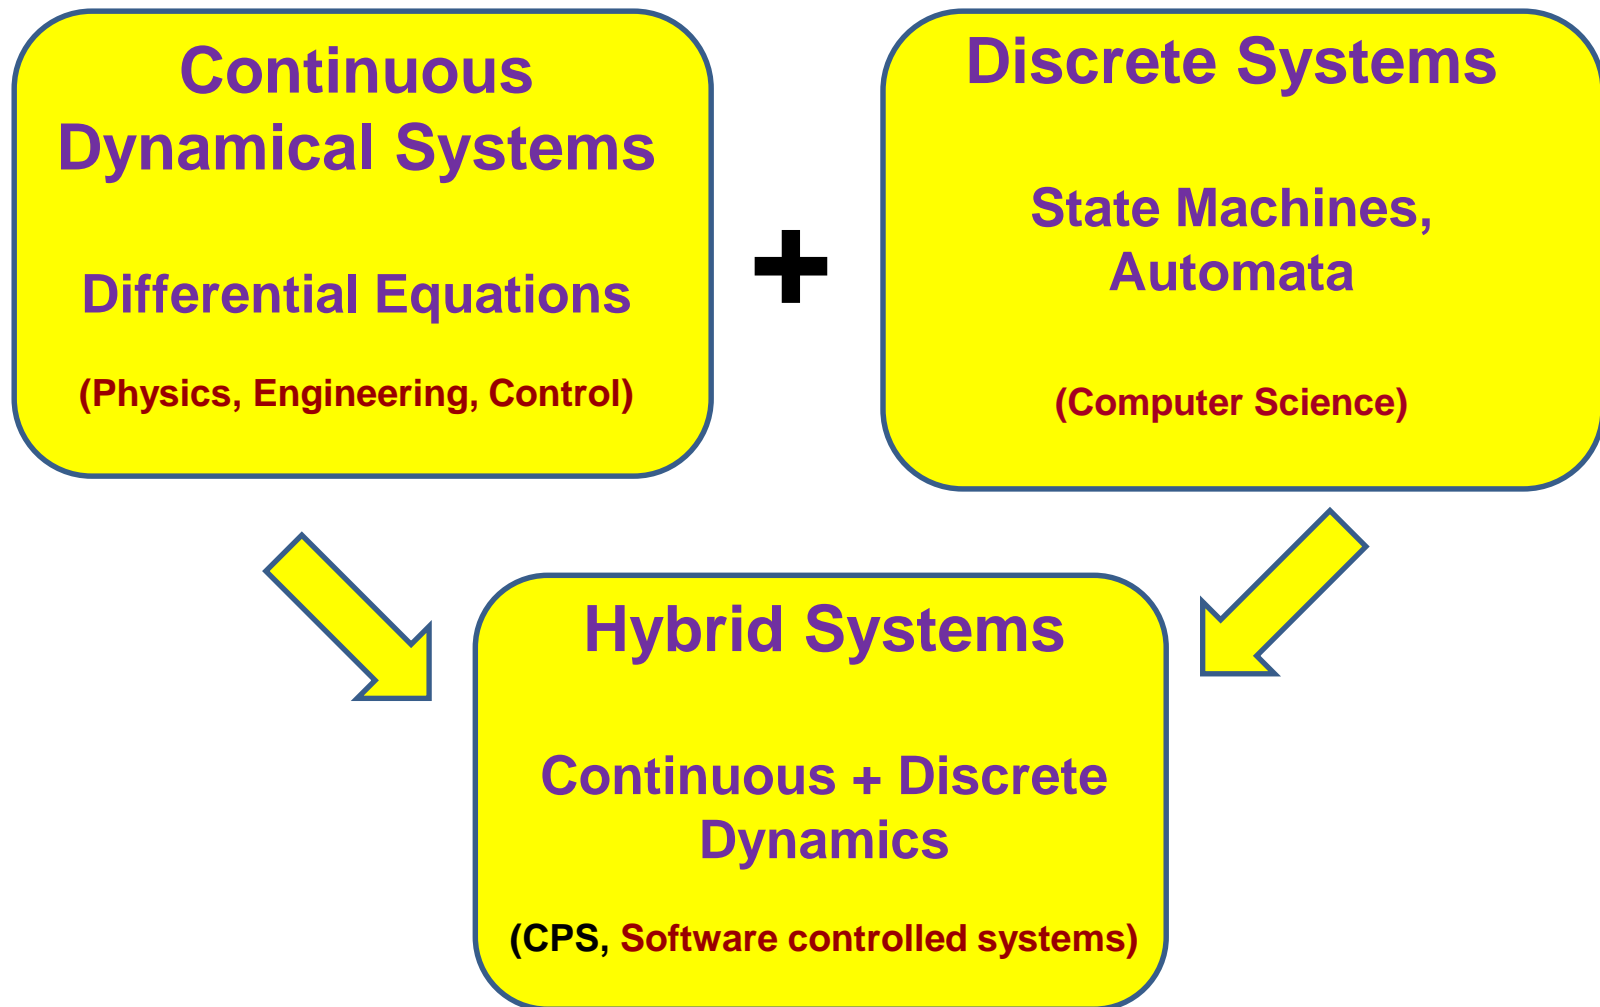 Continuous
Dynamical Systems
Differential Equations
(Physics, Engineering, Control)
+
Discrete Systems
State Machines,
Automata
(Computer Science)
Hybrid Systems
Continuous + Discrete
Dynamics
(CPS, Software controlled systems)